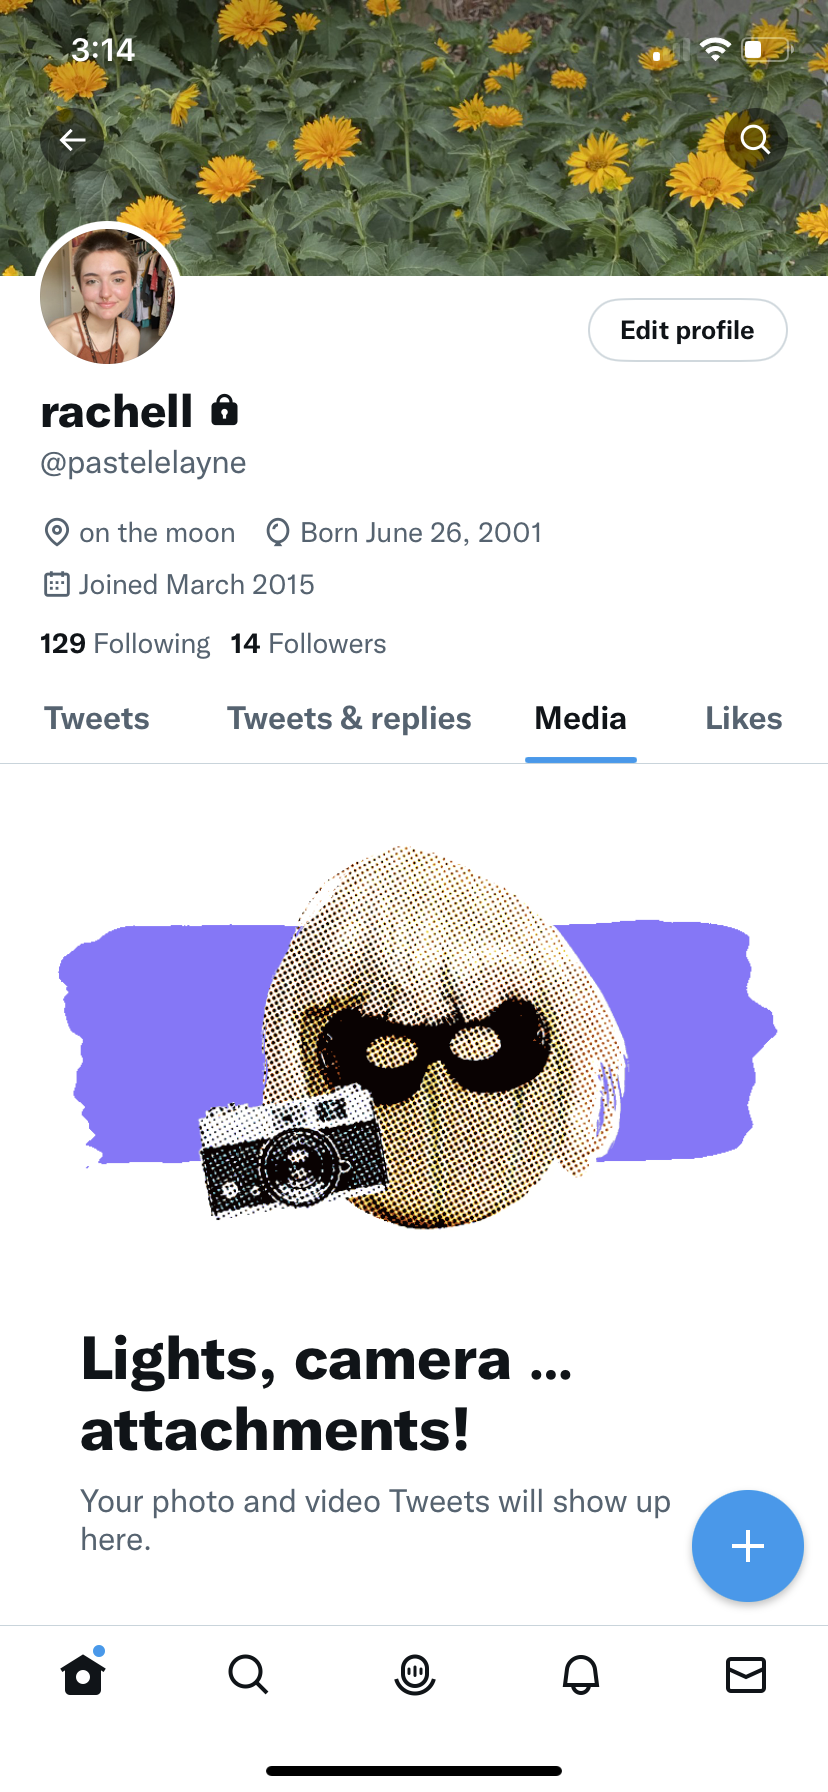 3:14
Edit profile
rachell
@pastelelayne
on the moon Born June 26, 2001
Joined March 2015
129 Following 14 Followers
Tweets Tweets & replies Media Likes
Lights, camera ...
attachments!
Your photo and video Tweets will show up
here.